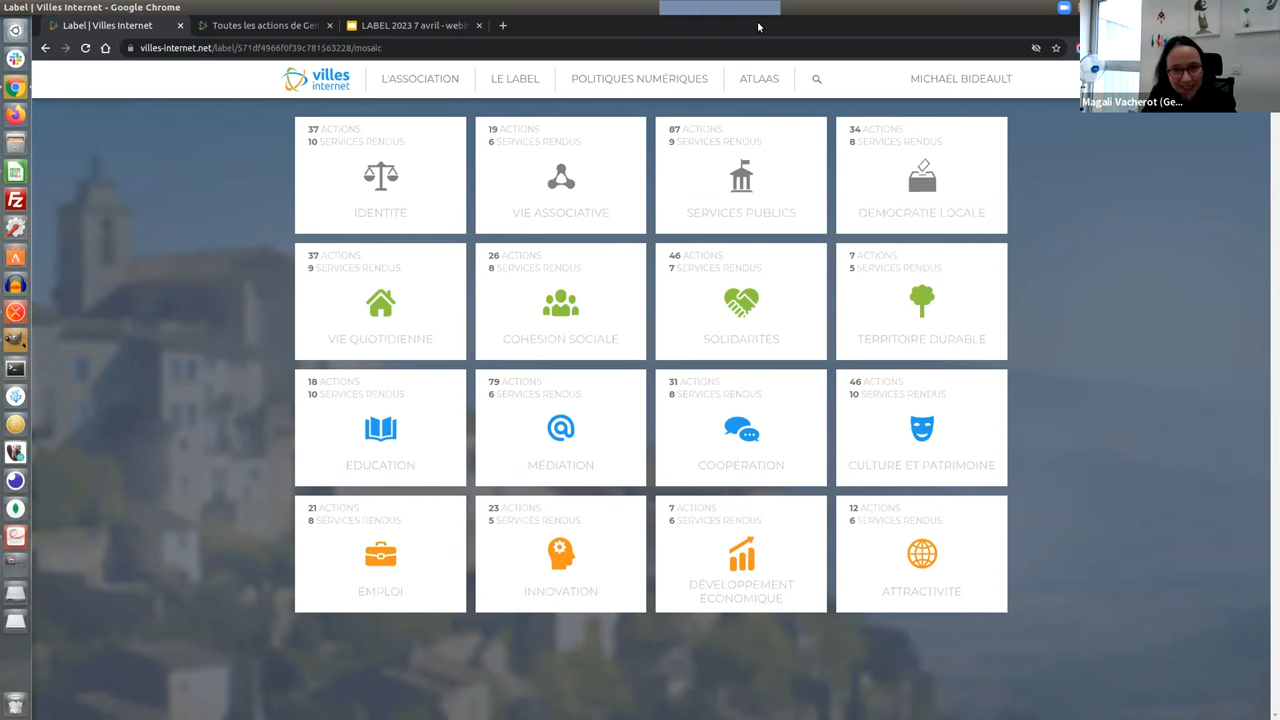 Label | Villes Internet - Google Chrome
Label | Villes Internet
Toutes les actions de Gen
LABEL 2023 7 avril - webin
villes-internet.net/label/571df4966f0f39c781563228/mosaic
villes internet
L'ASSOCIATION
LE LABEL
POLITIQUES NUMÉRIQUES
ATLAAS
MICHAËL BIDEAULT
Magali Vacherot (Ge...
37 ACTIONS
10 SERVICES RENDUS
IDENTITÉ
19 ACTIONS
6 SERVICES RENDUS
VIE ASSOCIATIVE
87 ACTIONS
9 SERVICES RENDUS
SERVICES PUBLICS
34 ACTIONS
8 SERVICES RENDUS
DÉMOCRATIE LOCALE
37 ACTIONS
9 SERVICES RENDUS
VIE QUOTIDIENNE
26 ACTIONS
8 SERVICES RENDUS
COHÉSION SOCIALE
46 ACTIONS
7 SERVICES RENDUS
SOLIDARITÉS
7 ACTIONS
5 SERVICES RENDUS
TERRITOIRE DURABLE
18 ACTIONS
10 SERVICES RENDUS
EDUCATION
79 ACTIONS
6 SERVICES RENDUS
MÉDIATION
31 ACTIONS
8 SERVICES RENDUS
COOPÉRATION
46 ACTIONS
10 SERVICES RENDUS
CULTURE ET PATRIMOINE
21 ACTIONS
8 SERVICES RENDUS
EMPLOI
23 ACTIONS
5 SERVICES RENDUS
INNOVATION
7 ACTIONS
6 SERVICES RENDUS
DÉVELOPPEMENT
ÉCONOMIQUE
12 ACTIONS
6 SERVICES RENDUS
ATTRACTIVITÉ